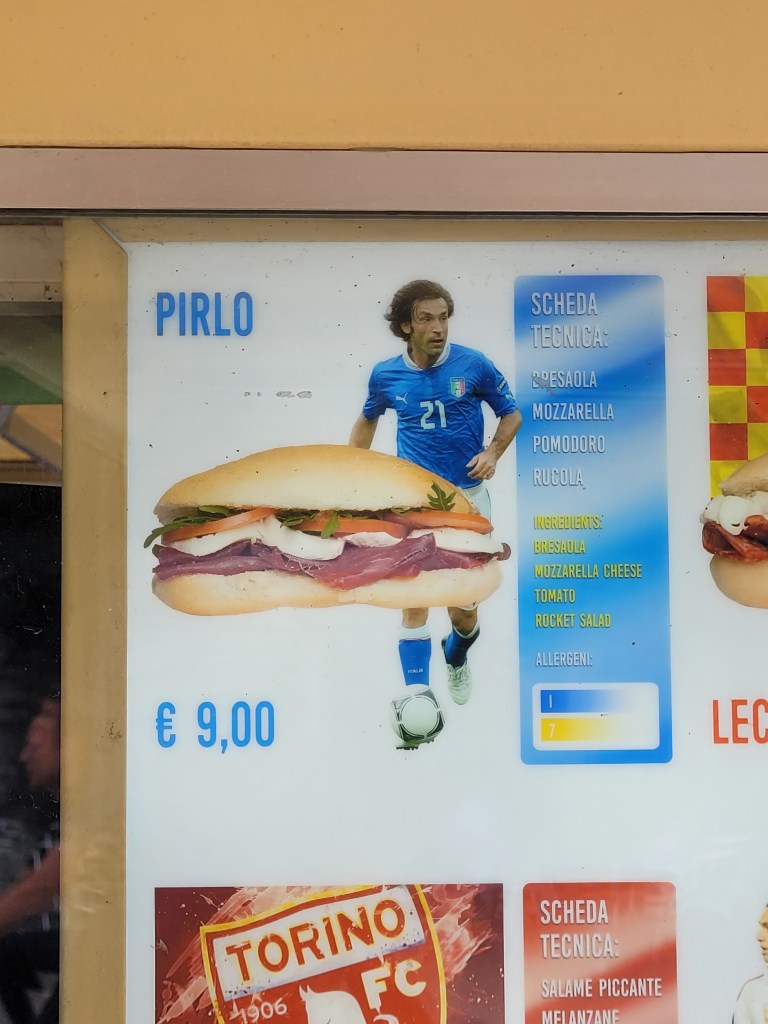 PIRLO
21
€ 9,00
SCHEDA
TECNICA:
BRESAOLA
MOZZARELLA
POMODORO
RUCOLA
INGREDIENTS:
BRESAOLA
MOZZARELLA CHEESE
TOMATO
ROCKET SALAD
ALLERGENI:
1
7
LEC
TORINO
FC
1906
SCHEDA
TECNICA:
SALAME PICCANTE
MELANZANE